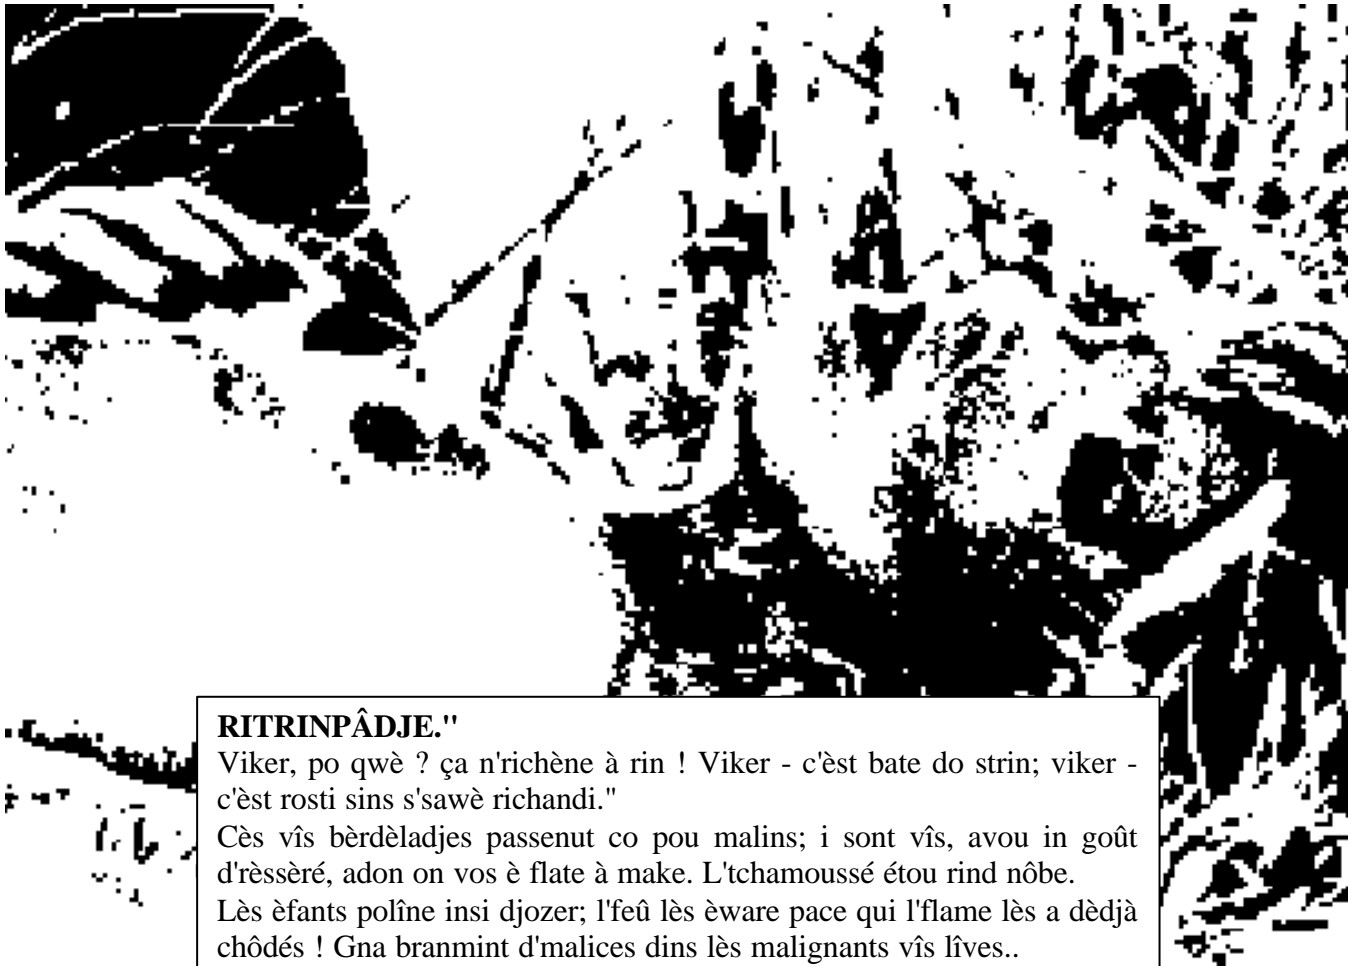 RITRINPÂDJE."
Viker, po qwè ? ça n'richène à rin ! Viker - c'èst bate do strin; viker -
c'èst rosti sins s'sawè richandi."
Cès vîs bèrdèladjes passenut co pou malins; i sont vîs, avou in goût
d'rèssèré, adon on vos è flate à make. L'tchamoussé étou rind nôbe.
Lès èfants polîne insi djozer; l'feû lès èware pace qui l'flame lès a dèdjà
chôdés ! Gna branmint d'malices dins lès malignants vîs lîves..